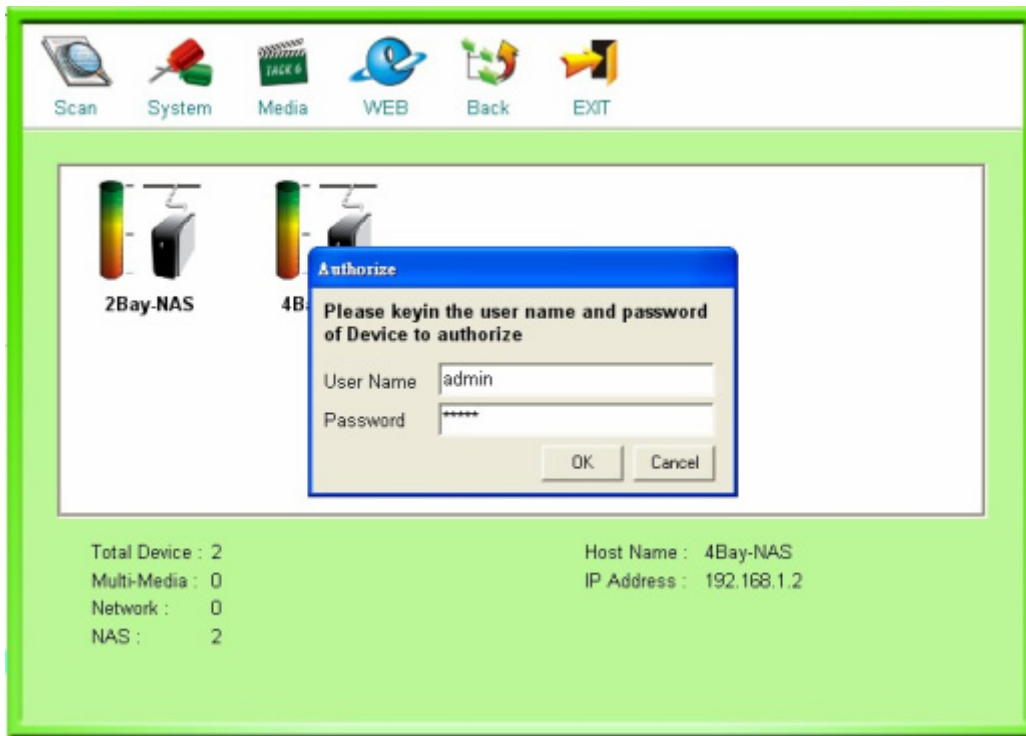 TACK 6
Scan System Media WEB Back EXIT
2Bay-NAS 4B
Authorize
Please keyin the user name and password
of Device to authorize
User Name admin
Password *****
OK Cancel
Total Device : 2 Host Name : 4Bay-NAS
Multi-Media : 0 IP Address : 192.168.1.2
Network : 0
NAS : 2